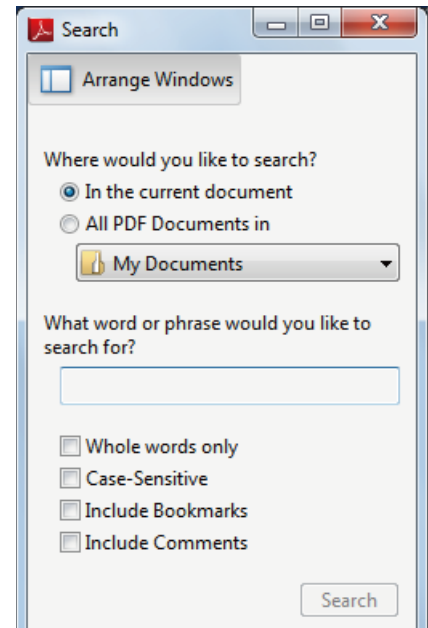 Search
Arrange Windows
Where would you like to search?
In the current document
All PDF Documents in
My Documents
What word or phrase would you like to
search for?
Whole words only
Case-Sensitive
Include Bookmarks
Include Comments
Search